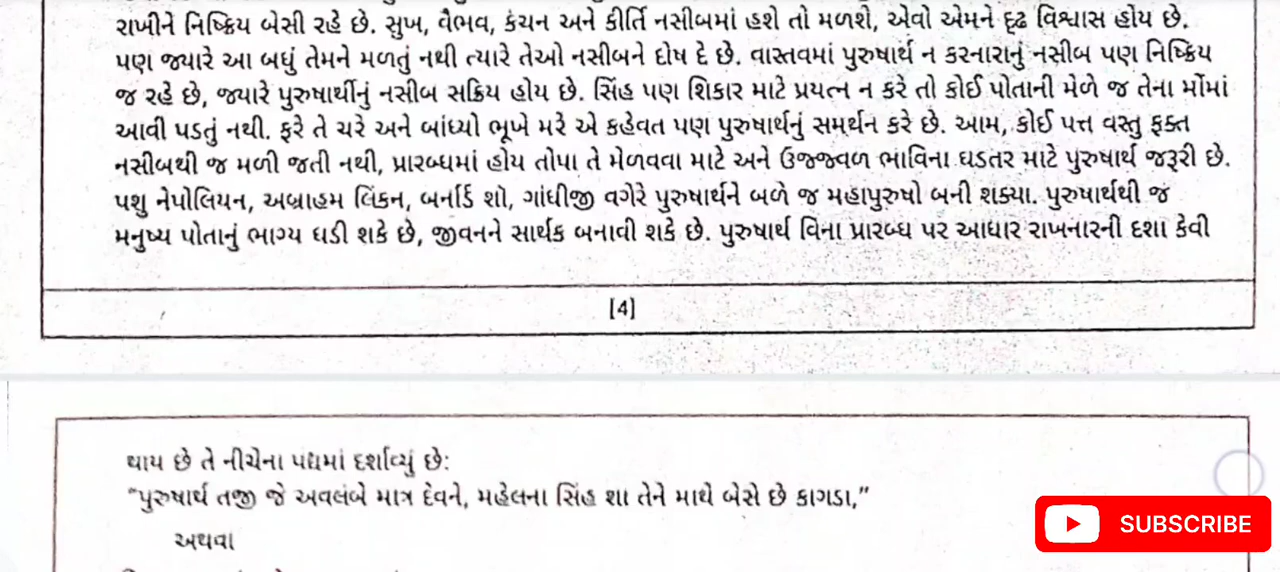 રાખીને નિષ્ક્રિય બેસી રહે છે. સુખ, વૈભવ, કંચન અને કીર્તિ નસીબમાં હશે તો મળશે, એવો એમને દૃઢ વિશ્વાસ હોય છે.
પણ જ્યારે આ બધું તેમને મળતું નથી ત્યારે તેઓ નસીબને દોષ દે છે. વાસ્તવમાં પુરુષાર્થ ન કરનારાનું નસીબ પણ નિષ્ક્રિય
જ રહે છે, જ્યારે પુરુષાર્થીનું નસીબ સક્રિય હોય છે. સિંહ પણ શિકાર માટે પ્રયત્ન ન કરે તો કોઈ પોતાની મેળે જ તેના મોંમાં
આવી પડતું નથી. ફરે તે ચરે અને બાંધ્યો ભૂખે મરે એ કહેવત પણ પુરુષાર્થનું સમર્થન કરે છે. આમ, કોઈ પત્ત વસ્તુ ફક્ત
નસીબથી જ મળી જતી નથી, પ્રારબ્ધમાં હોય તોપા તે મેળવવા માટે અને ઉજ્જ્વળ ભાવિના ઘડતર માટે પુરુષાર્થ જરૂરી છે.
પશુ નેપોલિયન, અબ્રાહમ લિંકન, બર્નાર્ડ શો, ગાંધીજી વગેરે પુરુષાર્થને બળે જ મહાપુરુષો બની શક્યા. પુરુષાર્થથી જ
મનુષ્ય પોતાનું ભાગ્ય ઘડી શકે છે, જીવનને સાર્થક બનાવી શકે છે. પુરુષાર્થ વિના પ્રારબ્ધ પર આધાર રાખનારની દશા કેવી
[4]
થાય છે તે નીચેના પદ્યમાં દર્શાવ્યું છે:
"પુરુષાર્થ તજી જે અવલંબે માત્ર દેવને, મહેલના સિંહ શા તેને માથે બેસે છે કાગડા,"
SUBSCRIBE
અથવા